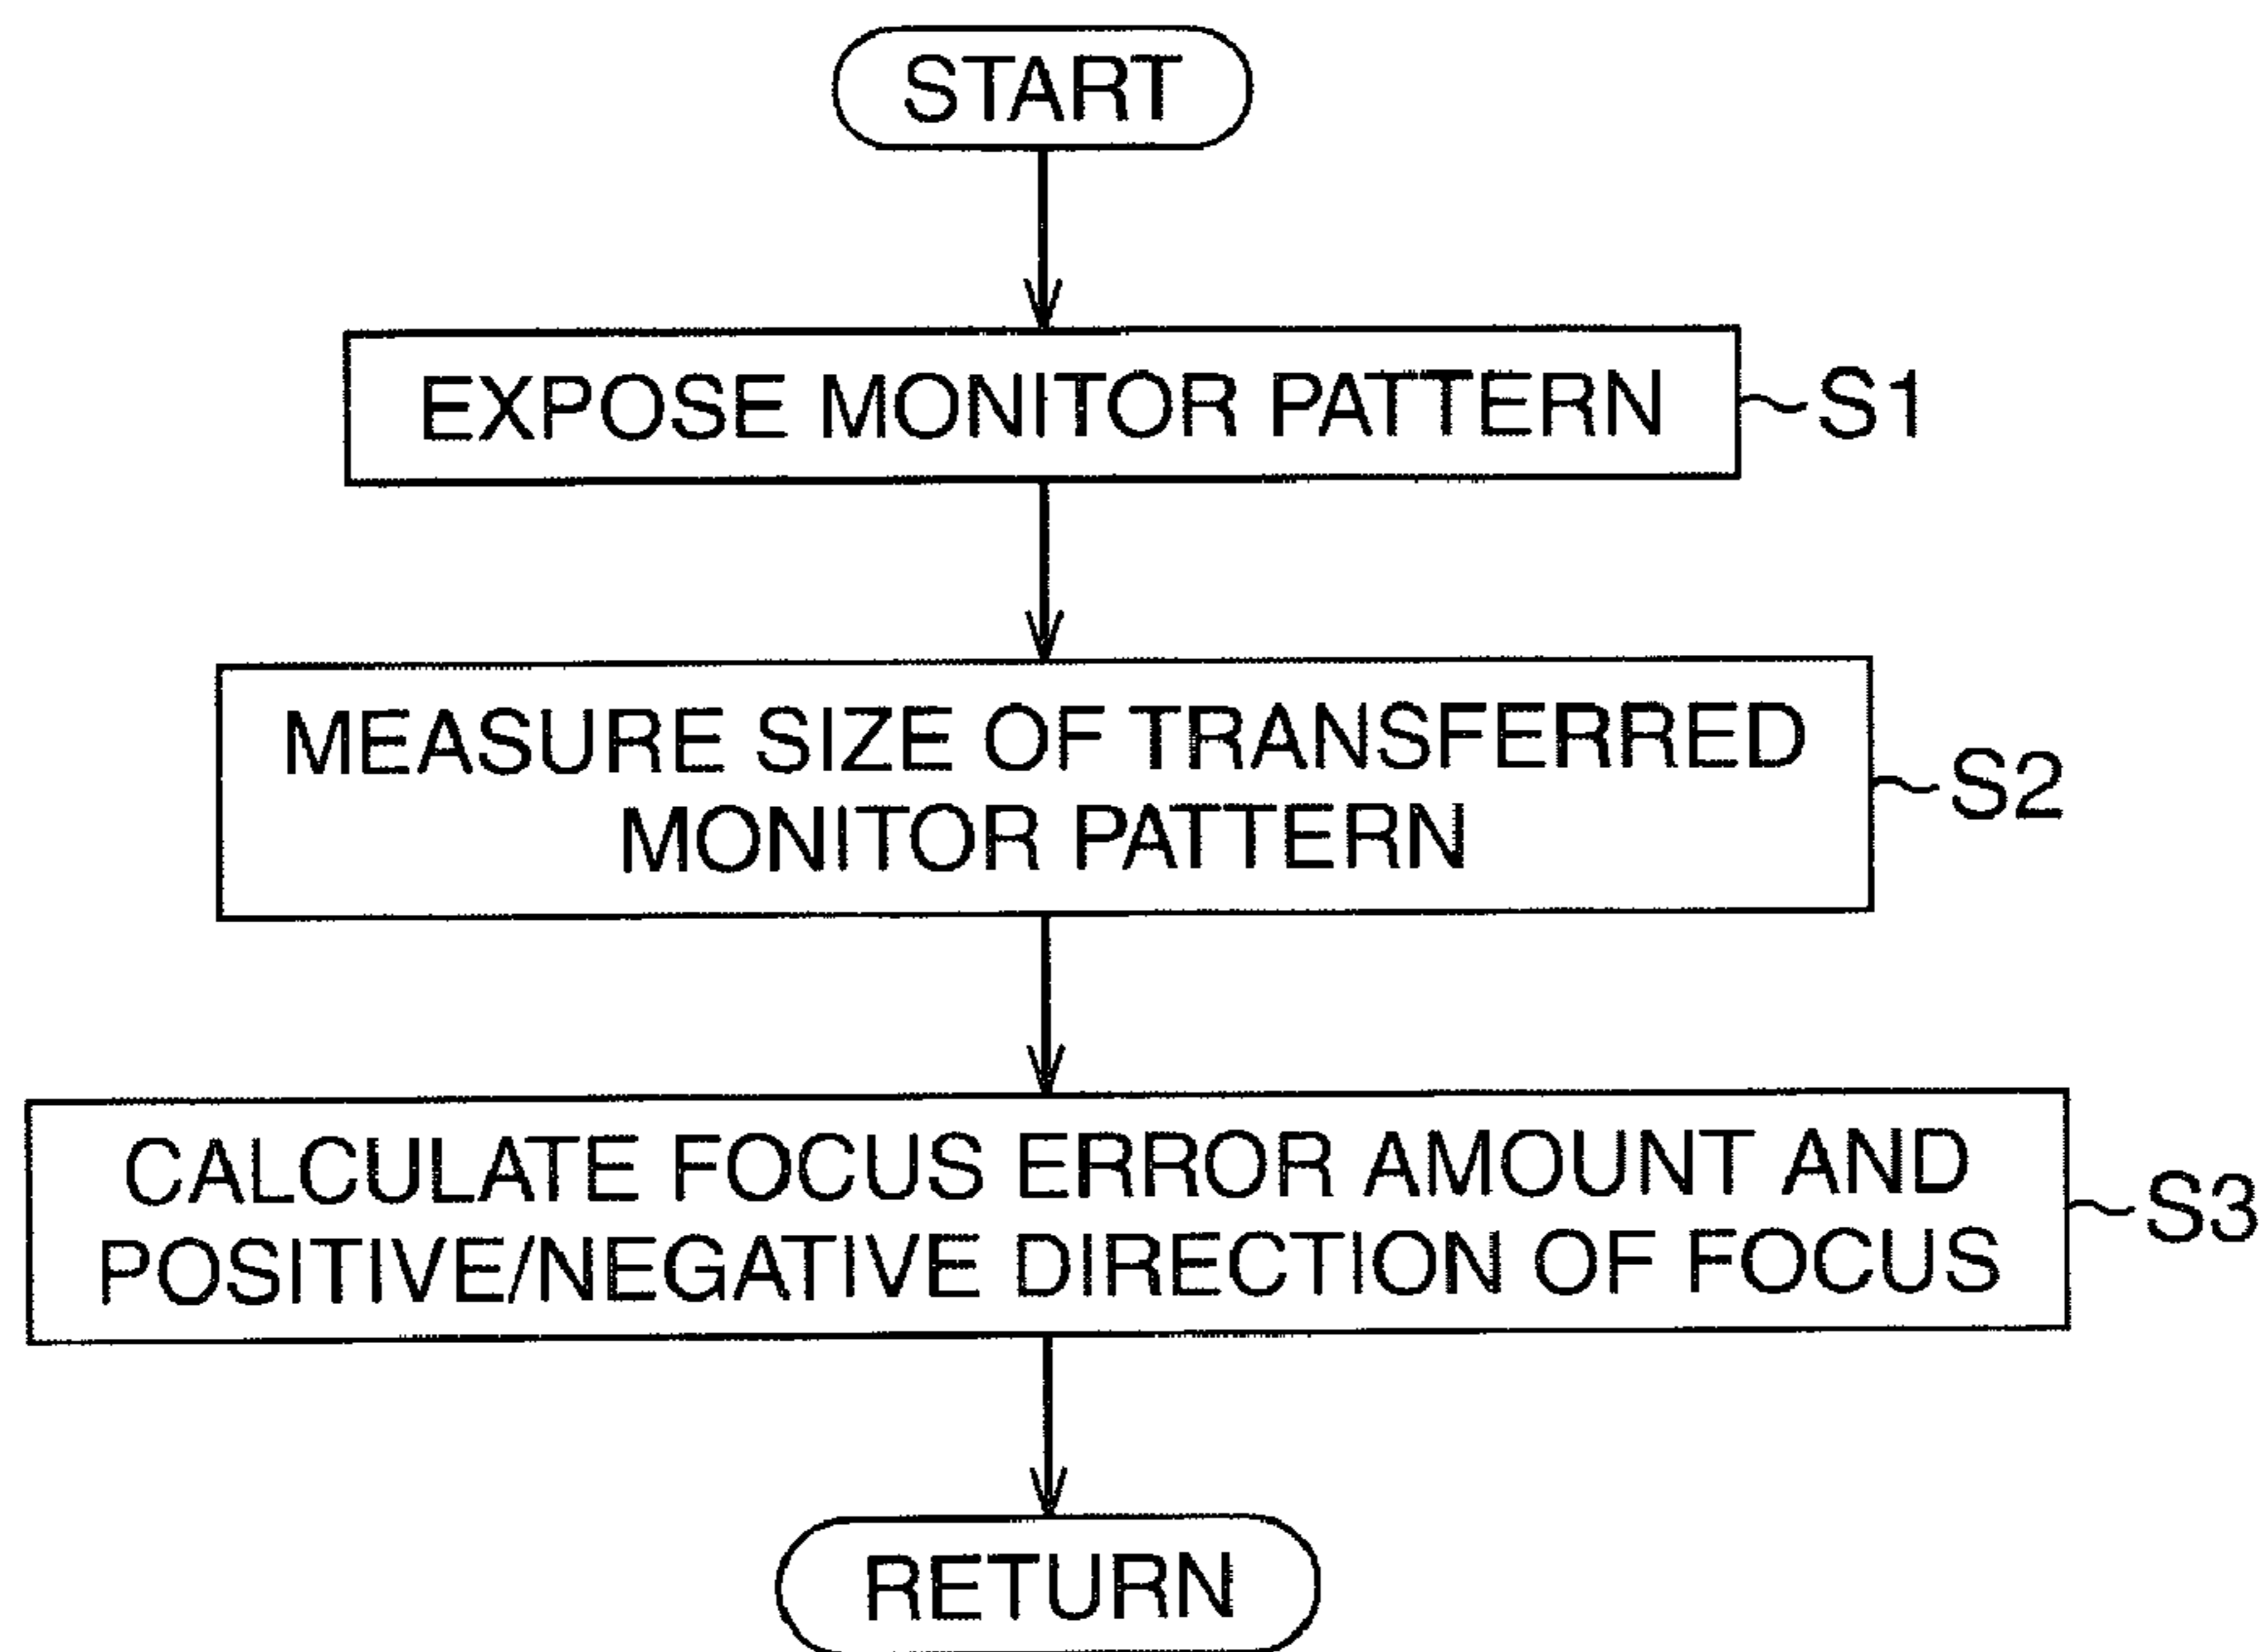 START
EXPOSE MONITOR PATTERN
S1
MEASURE SIZE OF TRANSFERRED
MONITOR PATTERN
S2
CALCULATE FOCUS ERROR AMOUNT AND
POSITIVE/NEGATIVE DIRECTION OF FOCUS
S3
RETURN